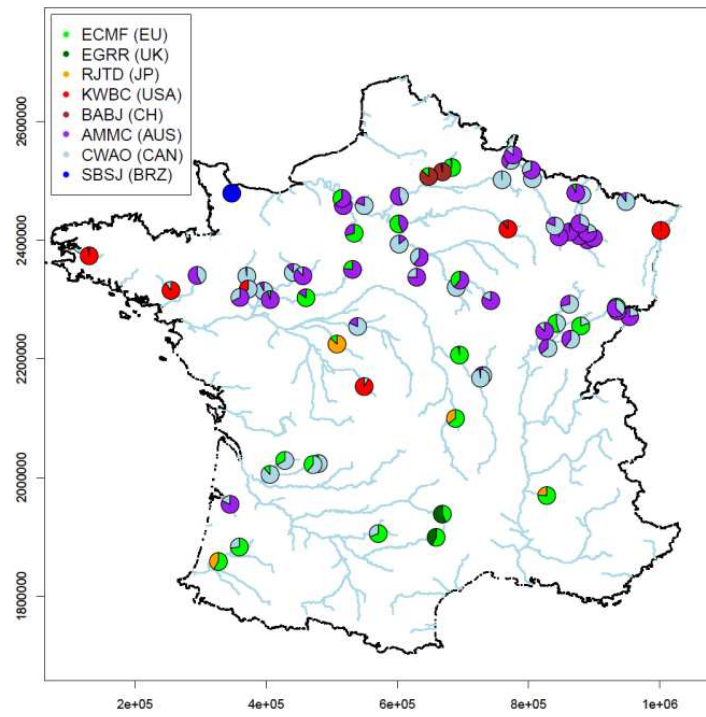 ECMF (EU)
EGRR (UK)
RJTD (JP)
KWBC (USA)
BABJ (CH)
AMMC (AUS)
CWAO (CAN)
SBSJ (BRZ)
2600000
2400000
2200000
2000000
1800000
2e+05 4e+05 6e+05 8e+05 1e+06